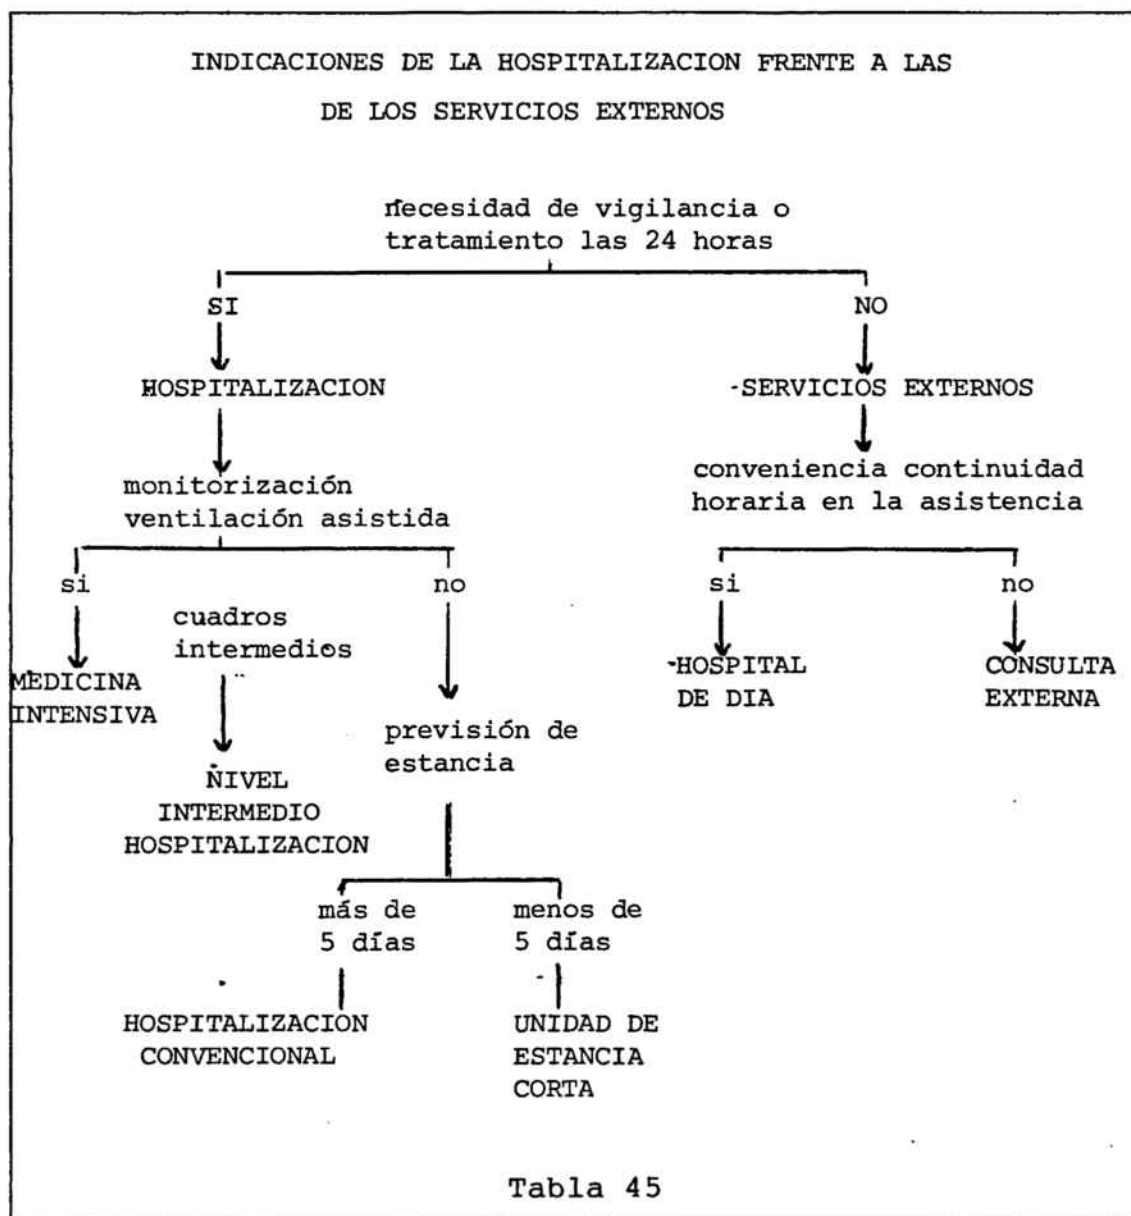 INDICACIONES DE LA HOSPITALIZACION FRENTE A LAS
DE LOS SERVICIOS EXTERNOS
necesidad de vigilancia o
tratamiento las 24 horas
SI
NO
HOSPITALIZACION
SERVICIOS EXTERNOS
monitorización
ventilación asistida
conveniencia continuidad
horaria en la asistencia
si
no
si
no
cuadros
intermedios
MEDICINA
INTENSIVA
HOSPITAL
DE DIA
CONSULTA
EXTERNA
previsión de
estancia
NIVEL
INTERMEDIO
HOSPITALIZACION
más de
5 días
menos de
5 días
HOSPITALIZACION
CONVENCIONAL
UNIDAD DE
ESTANCIA
CORTA
Tabla 45